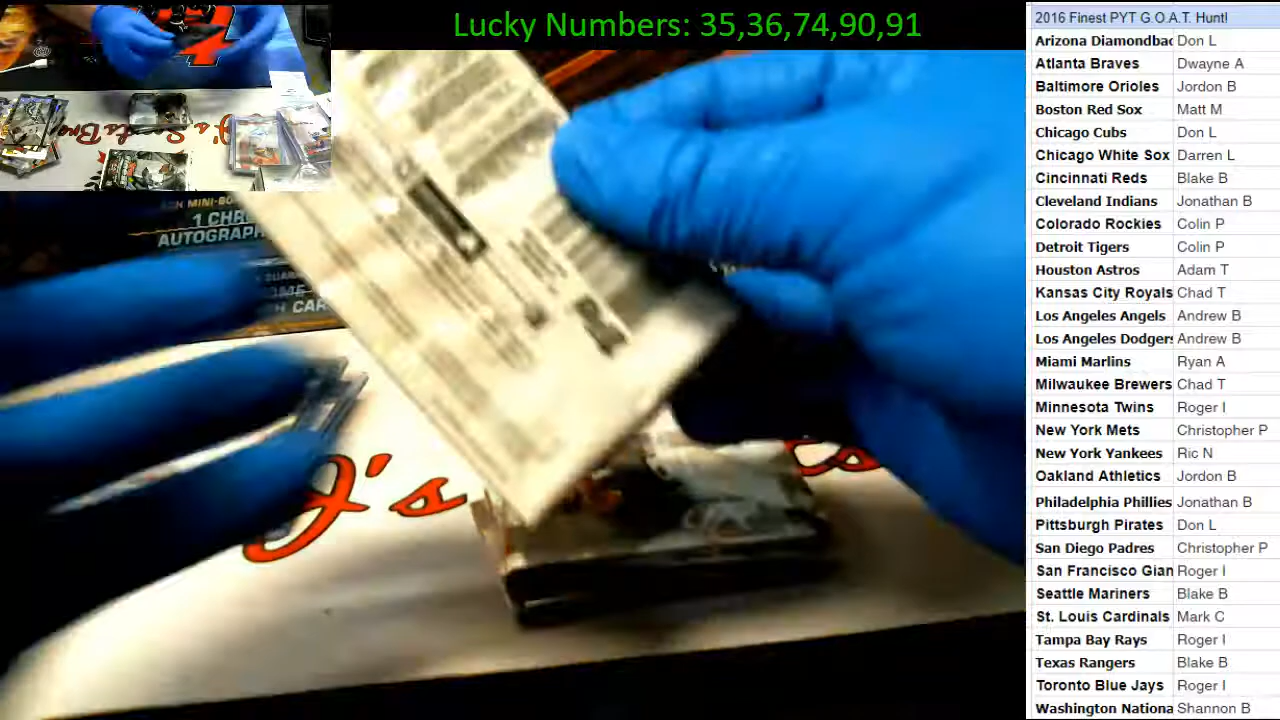 Lucky Numbers: 35,36,74,90,91
1 CHR
AUTOGRAPH
CAR
J's
2016 Finest PYT G.O.A.T. Hunt!
Arizona Diamondbac Don L
Atlanta Braves Dwayne A
Baltimore Orioles Jordon B
Boston Red Sox Matt M
Chicago Cubs Don L
Chicago White Sox Darren L
Cincinnati Reds Blake B
Cleveland Indians Jonathan B
Colorado Rockies Colin P
Detroit Tigers Colin P
Houston Astros Adam T
Kansas City Royals Chad T
Los Angeles Angels Andrew B
Los Angeles Dodgers Andrew B
Miami Marlins Ryan A
Milwaukee Brewers Chad T
Minnesota Twins Roger I
New York Mets Christopher P
New York Yankees Ric N
Oakland Athletics Jordon B
Philadelphia Phillies Jonathan B
Pittsburgh Pirates Don L
San Diego Padres Christopher P
San Francisco Gian Roger I
Seattle Mariners Blake B
St. Louis Cardinals Mark C
Tampa Bay Rays Roger I
Texas Rangers Blake B
Toronto Blue Jays Roger I
Washington Nationa Shannon B